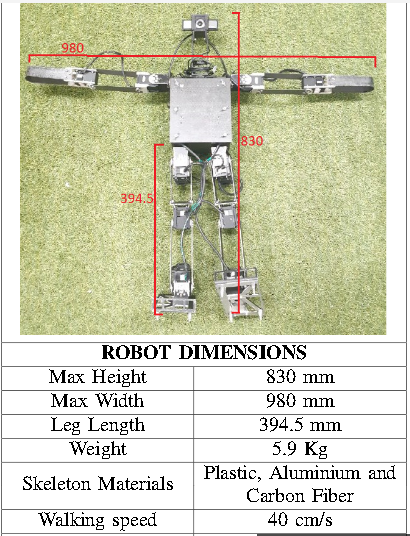 980
830
394.5
ROBOT DIMENSIONS
Max Height 830 mm
Max Width 980 mm
Leg Length 394.5 mm
Weight 5.9 Kg
Skeleton Materials Plastic, Aluminium and
Carbon Fiber
Walking speed 40 cm/s